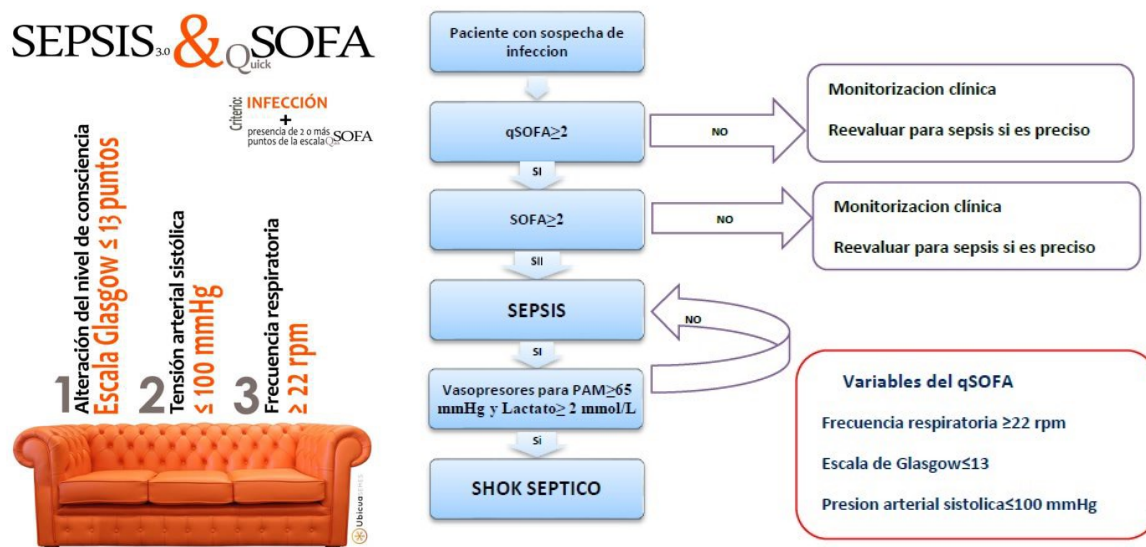 SEPSIS 3.0 & Quick SOFA
Criterio: INFECCIÓN
+
presencia de 2 o más
puntos de la escala Quick SOFA
1 Alteración del nivel de consciencia
Escala Glasgow ≤ 13 puntos
2 Tensión arterial sistólica
≤ 100 mmHg
3 Frecuencia respiratoria
≥ 22 rpm
Paciente con sospecha de
infeccion
qSOFA≥2
NO
Monitorizacion clínica
Reevaluar para sepsis si es preciso
SI
SOFA≥2
NO
Monitorizacion clínica
Reevaluar para sepsis si es preciso
SII
SEPSIS
NO
SI
Vasopresores para PAM≥65
mmHg y Lactato≥ 2 mmol/L
Si
SHOK SEPTICO
Variables del qSOFA
Frecuencia respiratoria ≥22 rpm
Escala de Glasgow≤13
Presion arterial sistolica≤100 mmHg